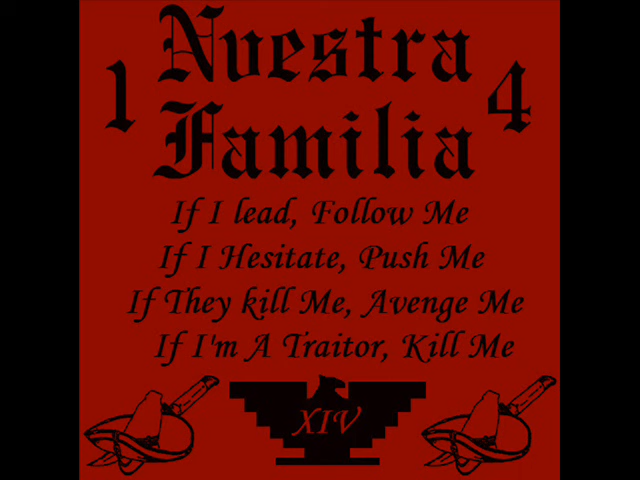 1 Nuestra 4
Familia
If I lead, Follow Me
If I Hesitate, Push Me
If They kill Me, Avenge Me
If I'm A Traitor, Kill Me
XIV